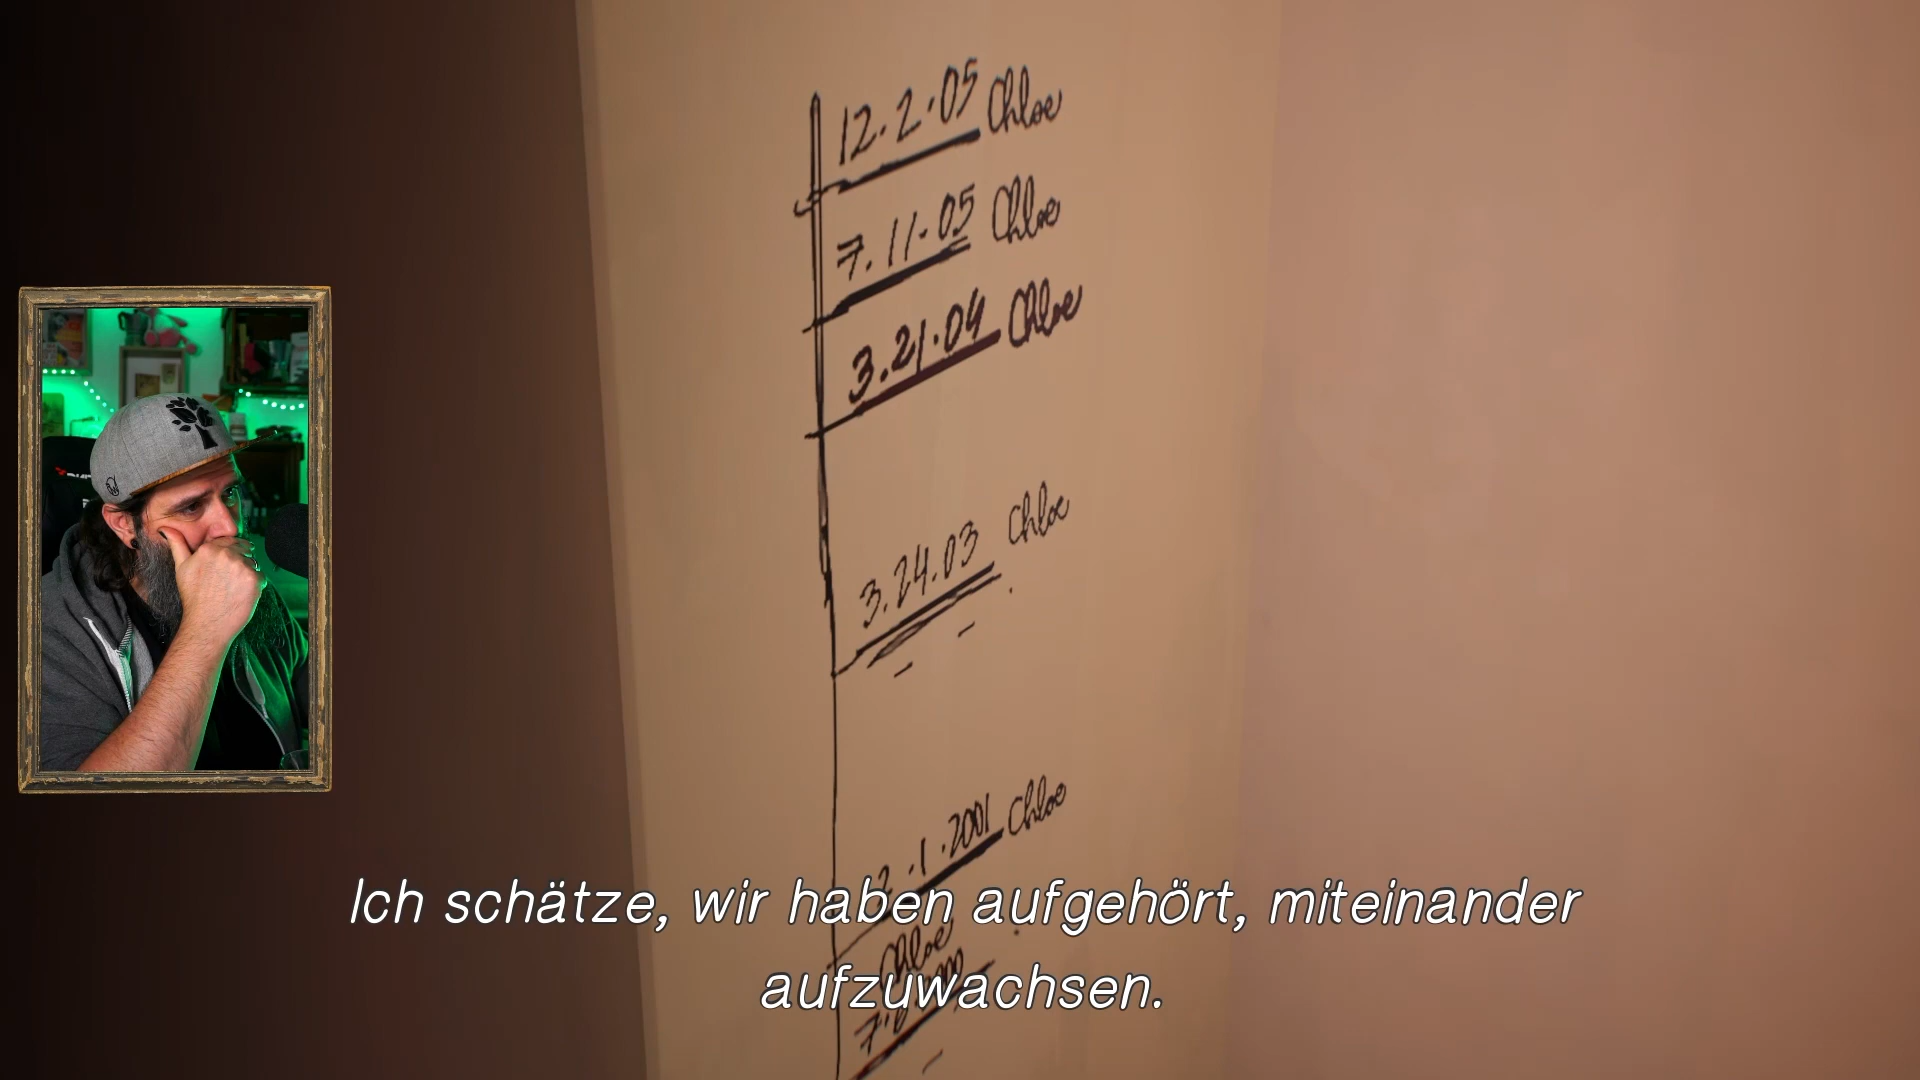 12.2.05 Chloe
7.11.05 Chloe
3.21.04 Chloe
3.24.03 Chloe
.1.2001 Chloe
Chloe
Ich schätze, wir haben aufgehört, miteinander
aufzuwachsen.